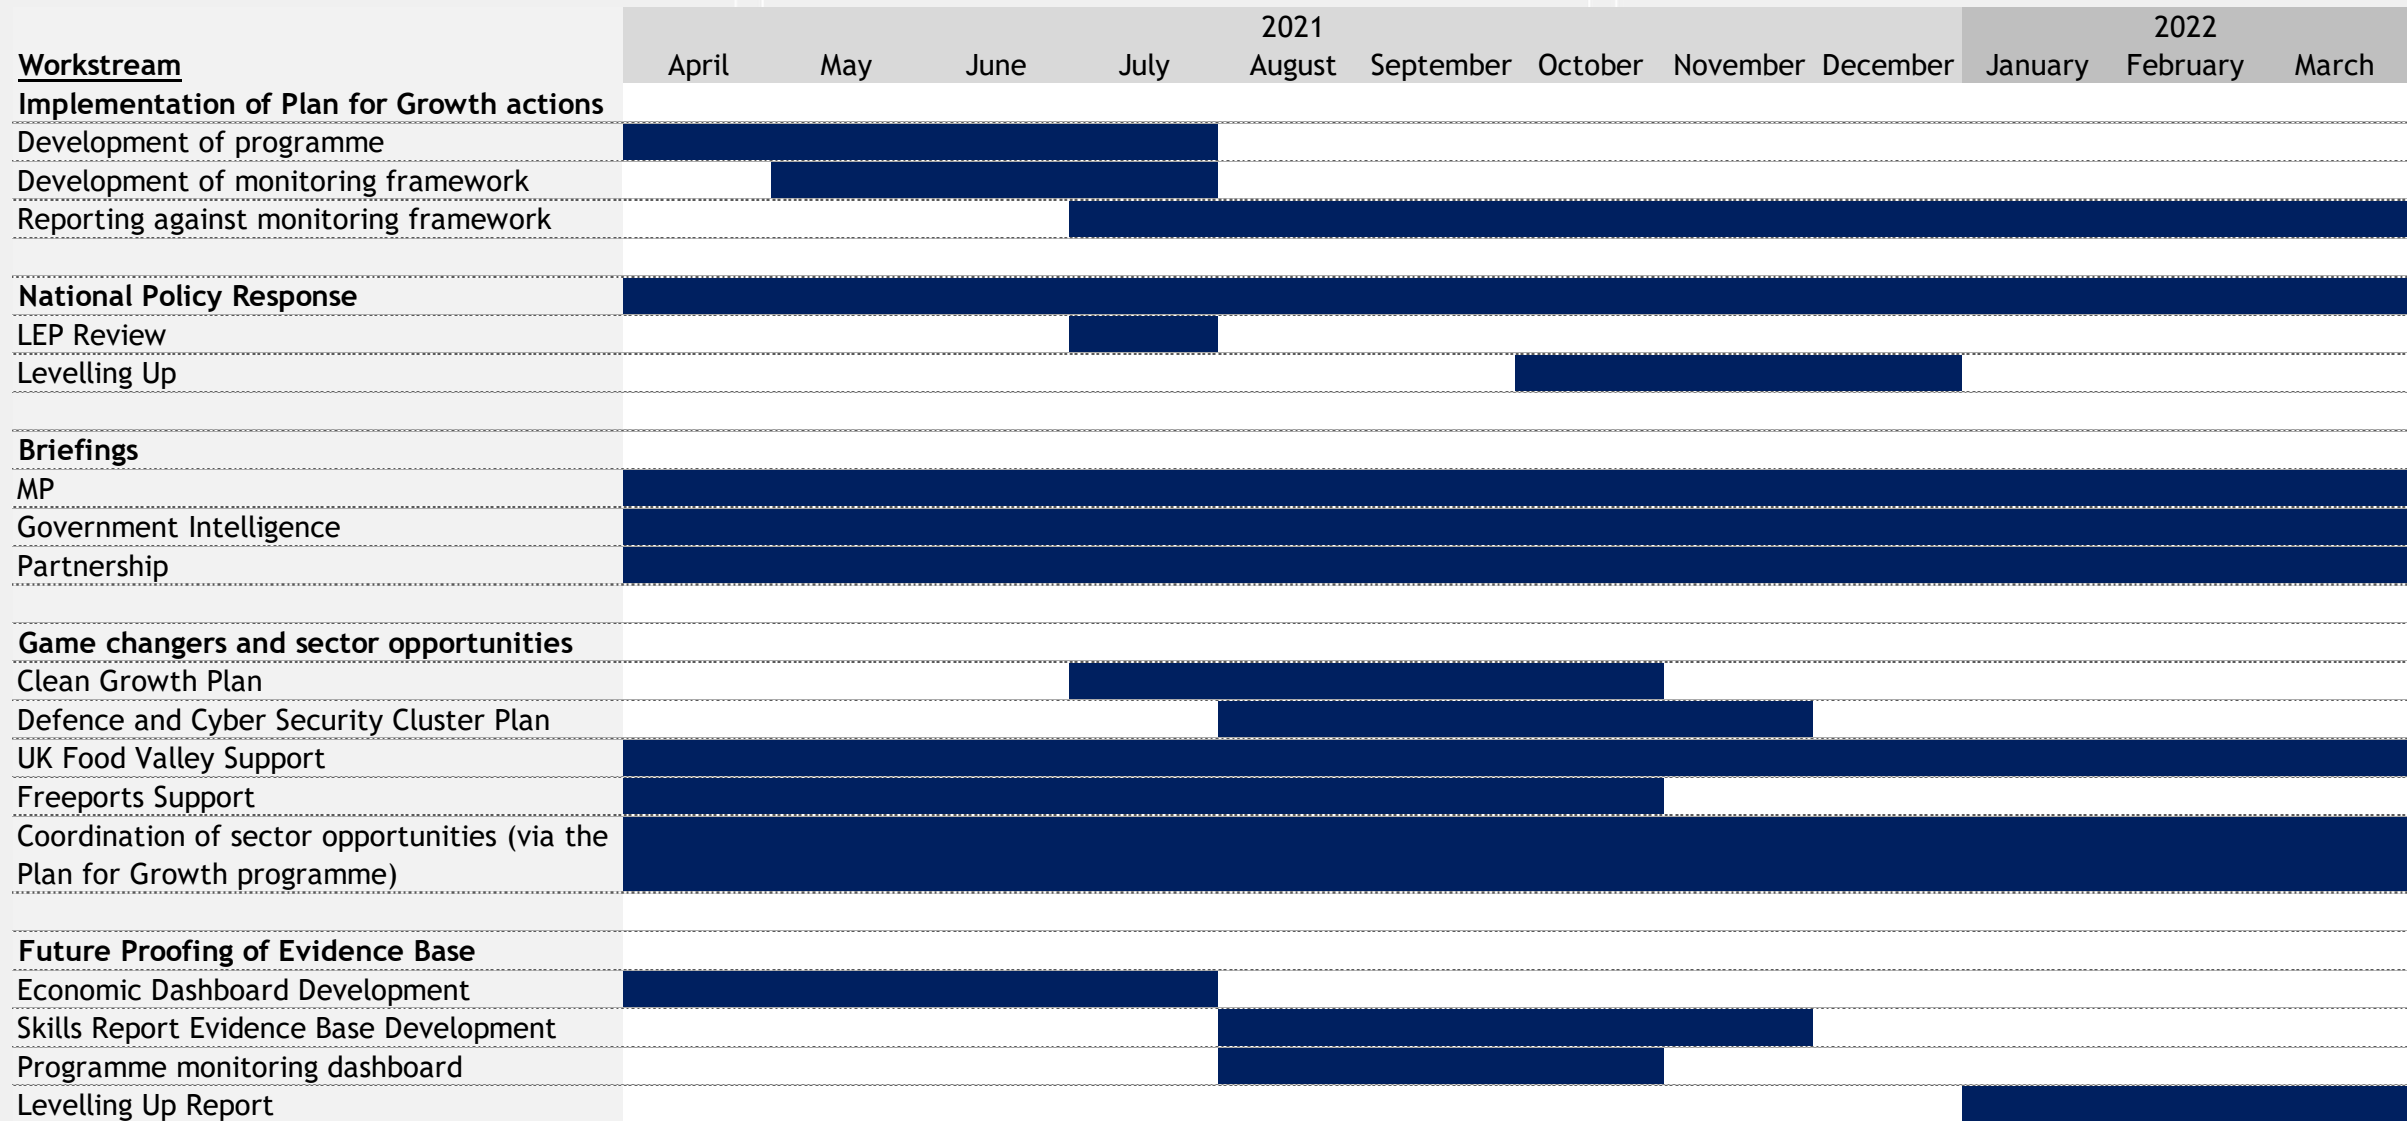 2021 2022
Workstream April May June July August September October November December January February March
Implementation of Plan for Growth actions
Development of programme
Development of monitoring framework
Reporting against monitoring framework
National Policy Response
LEP Review
Levelling Up
Briefings
MP
Government Intelligence
Partnership
Game changers and sector opportunities
Clean Growth Plan
Defence and Cyber Security Cluster Plan
UK Food Valley Support
Freeports Support
Coordination of sector opportunities (via the
Plan for Growth programme)
Future Proofing of Evidence Base
Economic Dashboard Development
Skills Report Evidence Base Development
Programme monitoring dashboard
Levelling Up Report